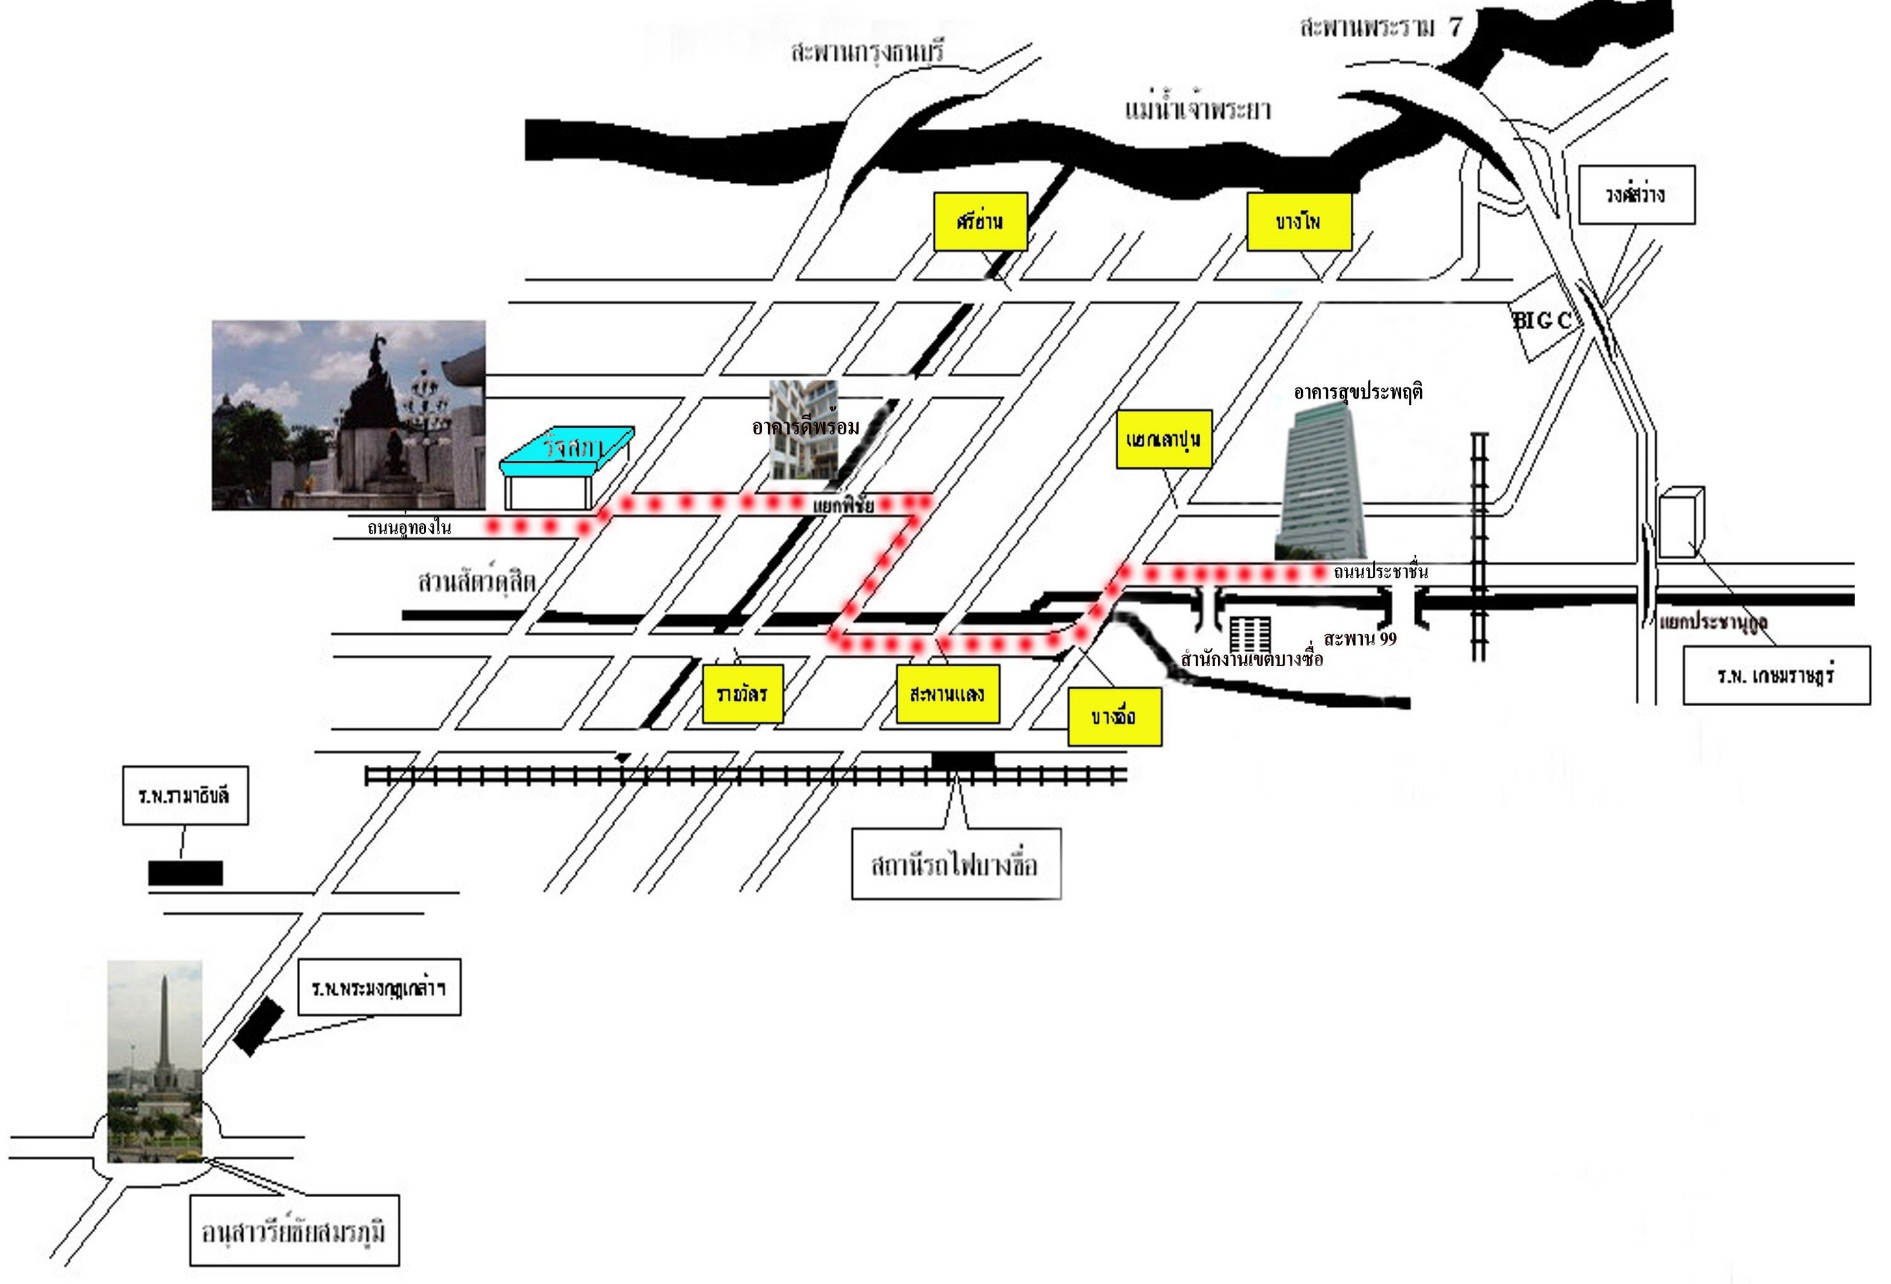 สะพานพระราม 7
สะพานกรุงธนบุรี
แม่น้ำเจ้าพระยา
วงศ์สว่าง
ศรีย่าน
บางโพ
BIG C
อาคารสุขประพฤติ
อาคารดีพร้อม
แยกเตาปูน
รัฐสภา
แยกพิชัย
ถนนอู่ทองใน
ถนนประชาชื่น
สวนสัตว์ดุสิต
แยกประชานุกูล
สะพาน 99
สำนักงานเขตบางซื่อ
ร.พ. เกษมราษฎร์
ราชวัตร
สะพานแดง
บางซื่อ
ร.พ.รามาธิบดี
สถานีรถไฟบางซื่อ
ร.พ.พระมงกุฎเกล้าฯ
อนุสาวรีย์ชัยสมรภูมิ